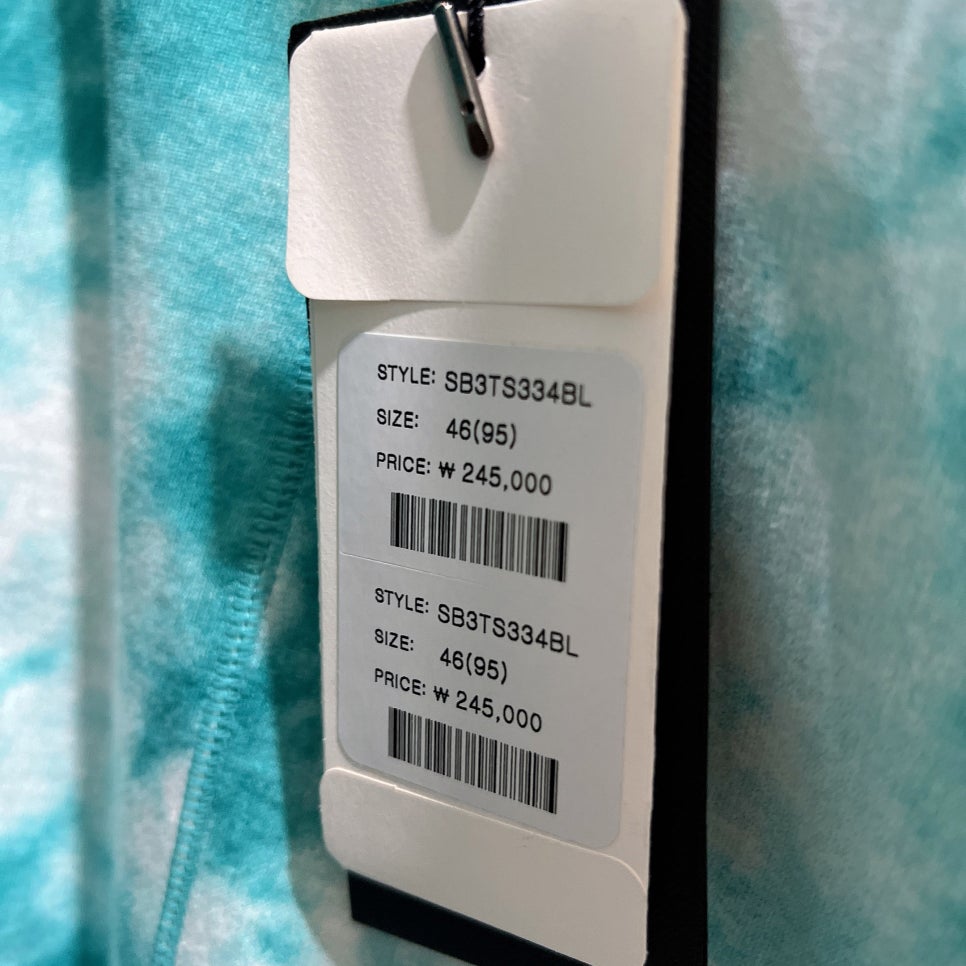 STYLE: SB3TS334BL
SIZE: 46(95)
PRICE: ₩ 245,000
STYLE: SB3TS334BL
SIZE: 46(95)
PRICE: ₩ 245,000